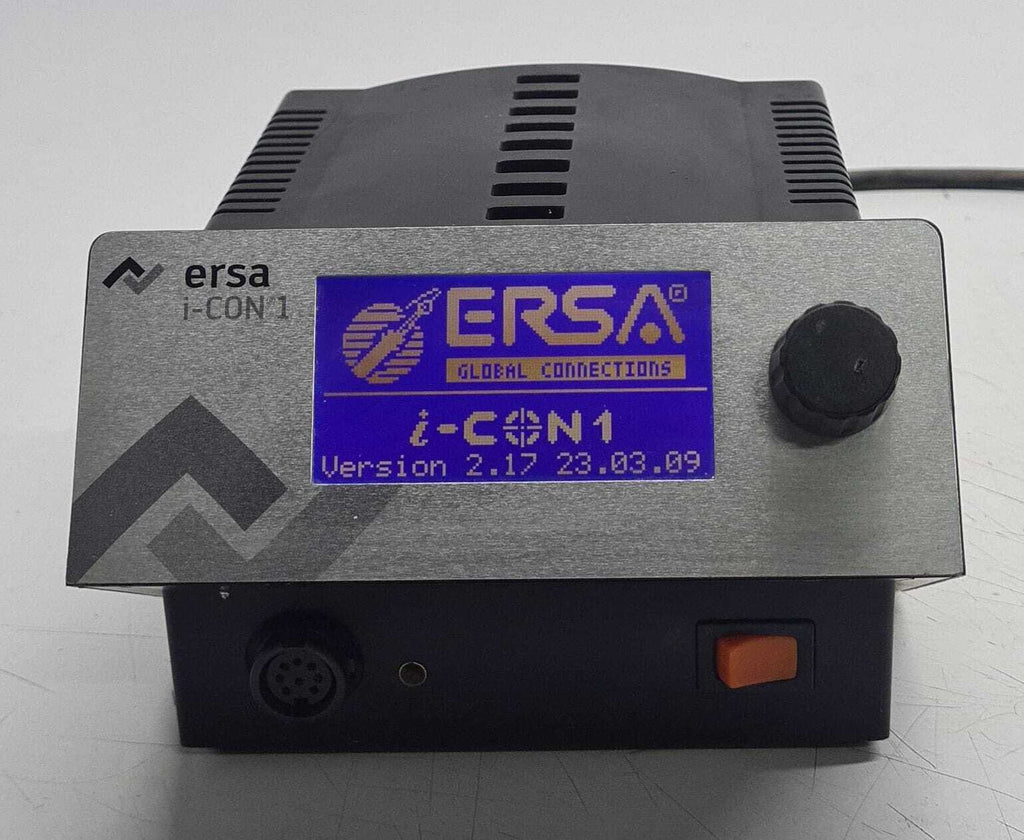 ersa
i-CON 1
ERSA®
GLOBAL CONNECTIONS
i-CON1
Version 2.17 23.03.09